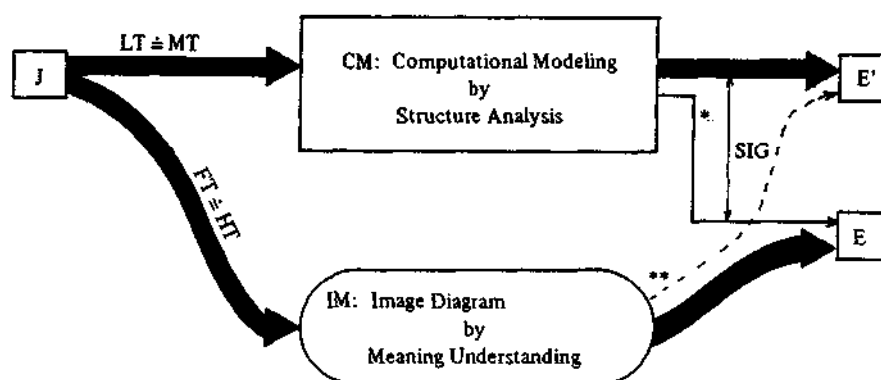 LT ≐ MT
J
CM: Computational Modeling
by
Structure Analysis
E'
*
SIG
FT ≐ HT
E
**
IM: Image Diagram
by
Meaning Understanding